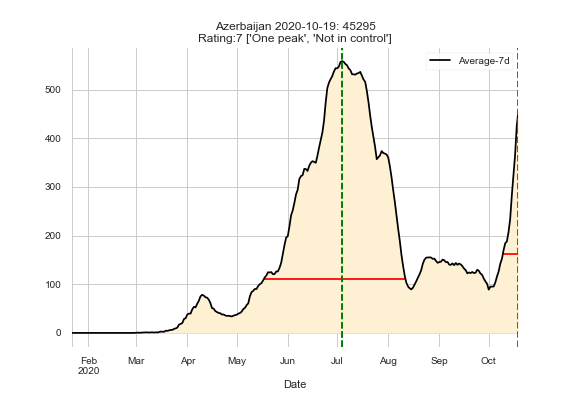 Azerbaijan 2020-10-19: 45295
Rating:7 ['One peak', 'Not in control']
Average-7d
500
400
300
200
100
0
Feb Mar Apr May Jun Jul Aug Sep Oct
2020
Date